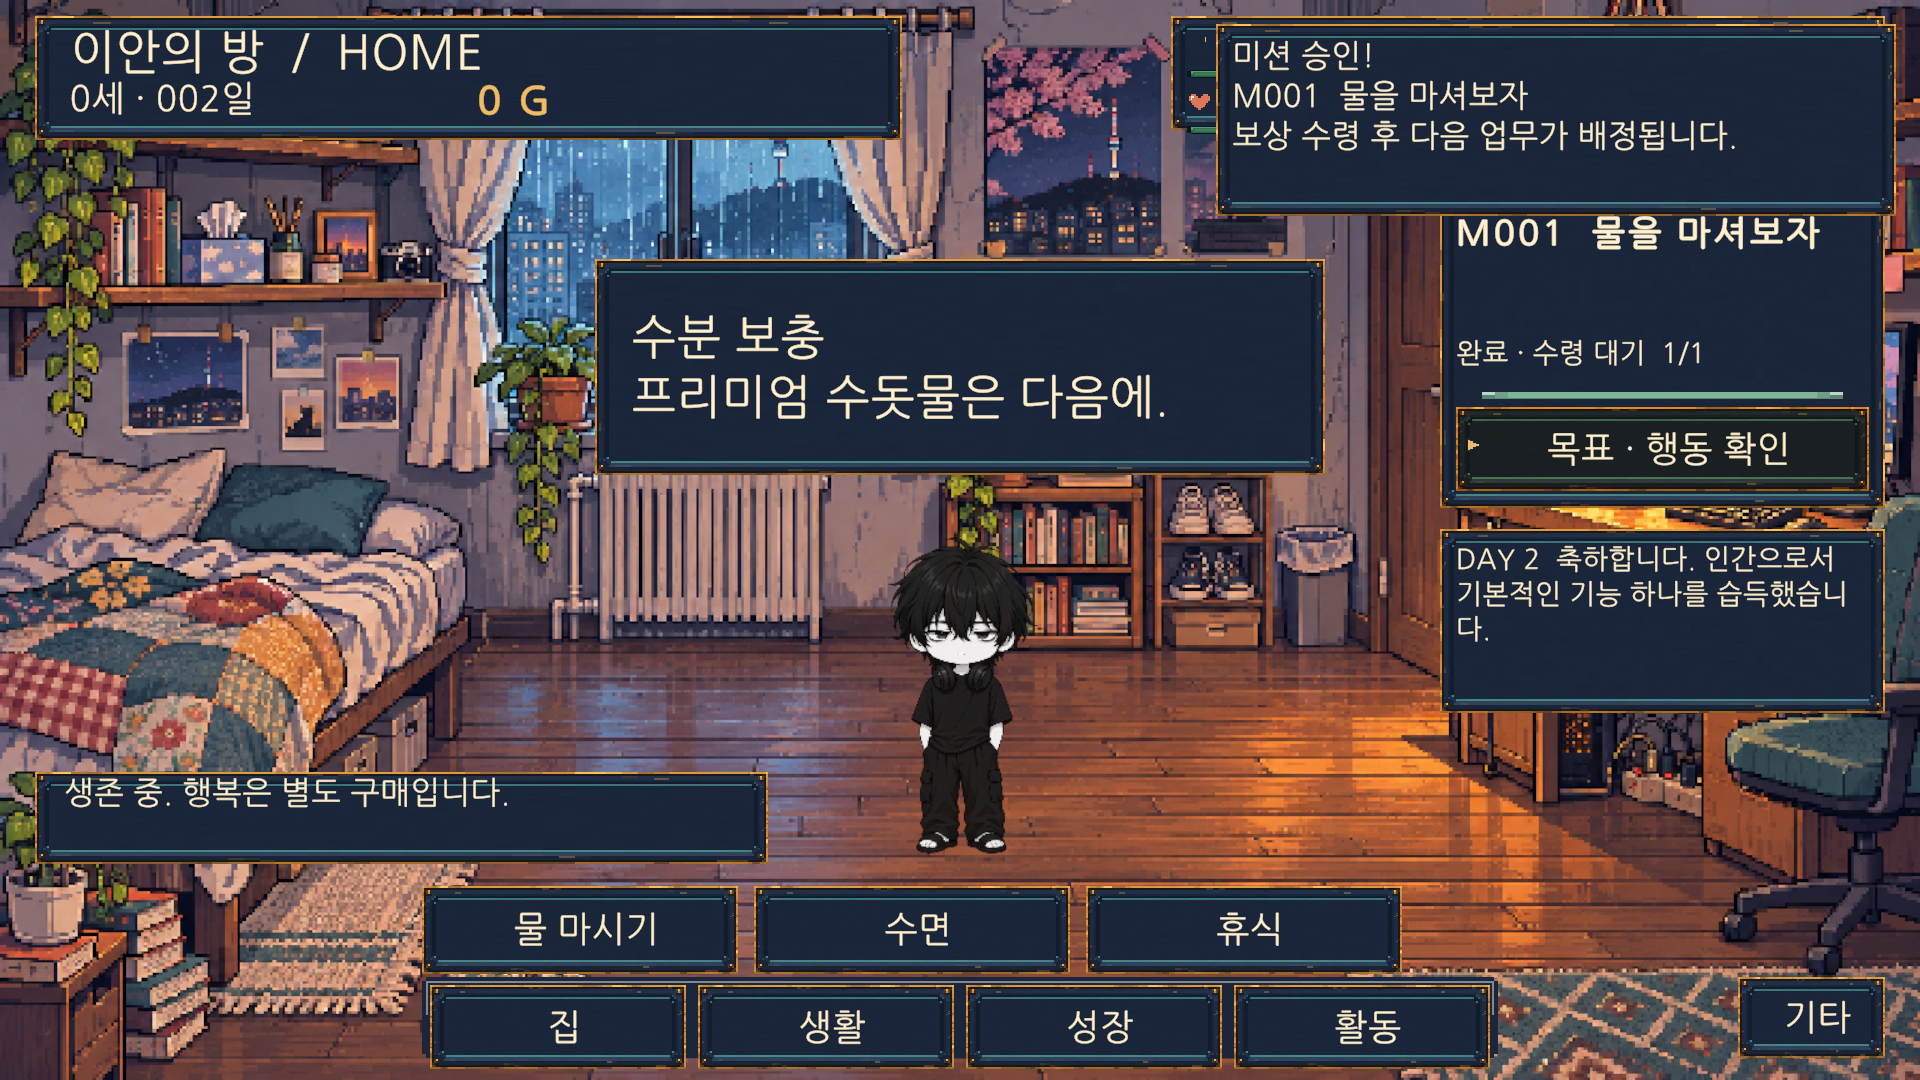 이안의 방 / HOME
0세 · 002일
0 G
미션 승인!
M001 물을 마셔보자
보상 수령 후 다음 업무가 배정됩니다.
M001 물을 마셔보자
완료 · 수령 대기 1/1
목표 · 행동 확인
수분 보충
프리미엄 수돗물은 다음에.
DAY 2 축하합니다. 인간으로서
기본적인 기능 하나를 습득했습니
다.
생존 중. 행복은 별도 구매입니다.
물 마시기
수면
휴식
집
생활
성장
활동
기타